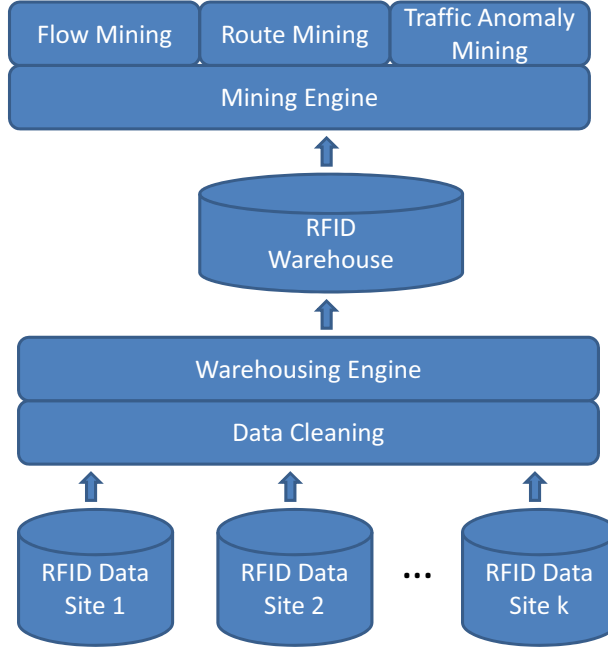 Flow Mining
Route Mining
Traffic Anomaly
Mining
Mining Engine
RFID
Warehouse
Warehousing Engine
Data Cleaning
RFID Data
Site 1
RFID Data
Site 2
...
RFID Data
Site k